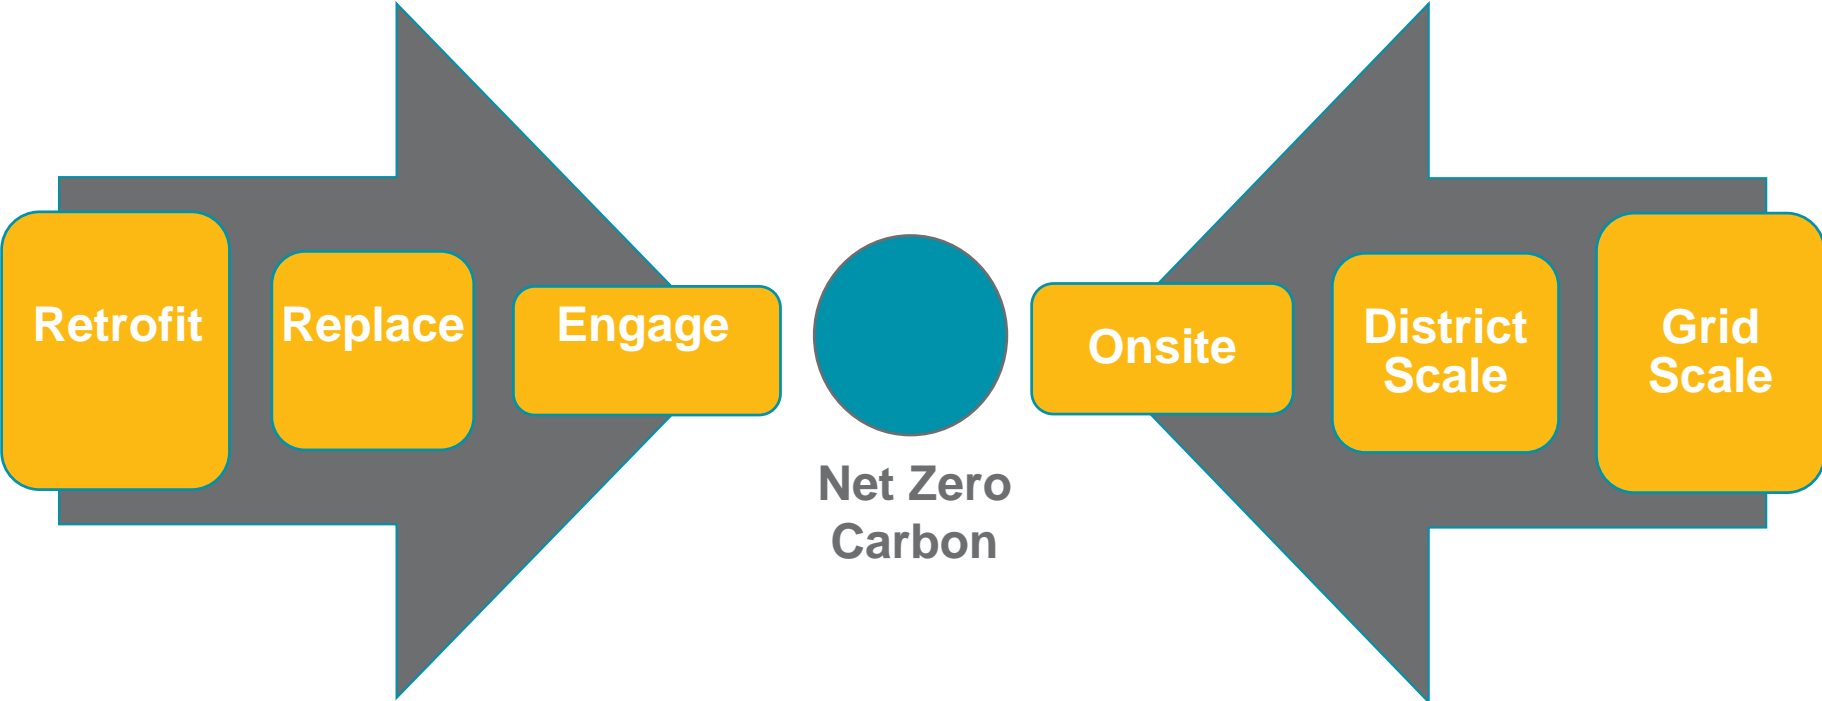 Retrofit
Replace
Engage
Net Zero
Carbon
Onsite
District
Scale
Grid
Scale